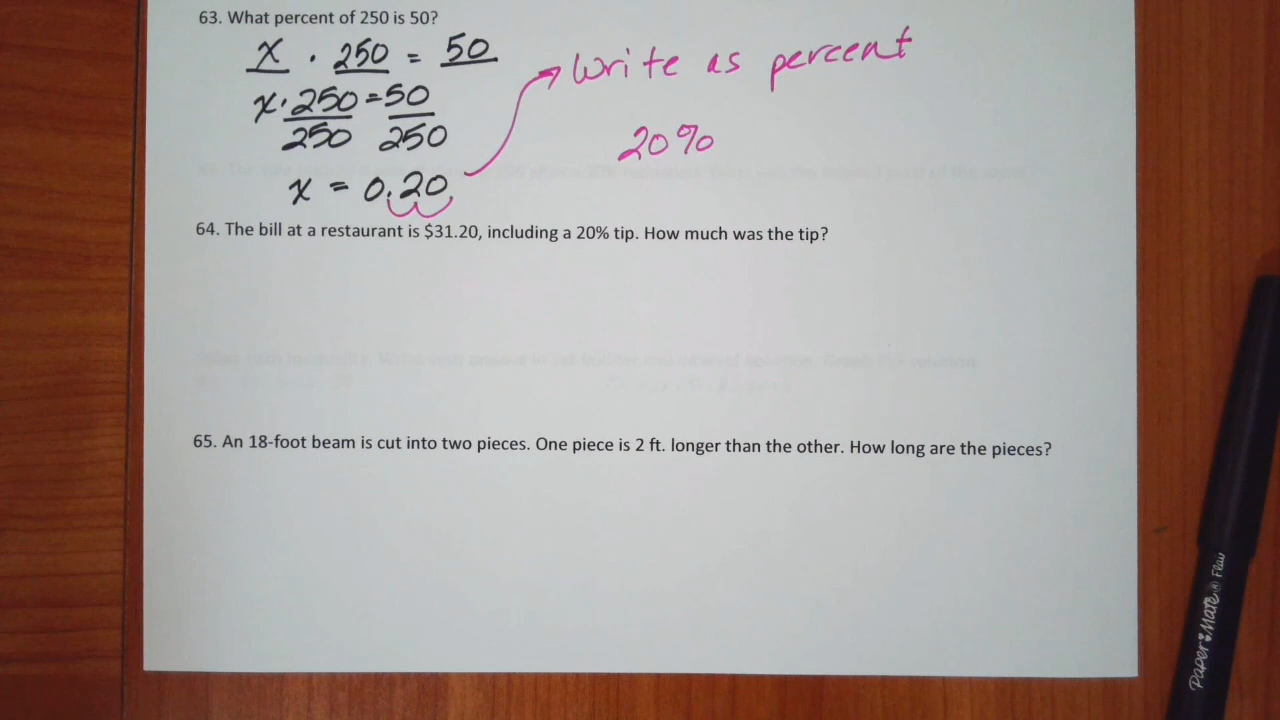 63. What percent of 250 is 50?
x · 250 = 50
Write as percent
x · 250 = 50
250 250
20%
x = 0.20
64. The bill at a restaurant is $31.20, including a 20% tip. How much was the tip?
65. An 18-foot beam is cut into two pieces. One piece is 2 ft. longer than the other. How long are the pieces?
PAPER MATE® Flair